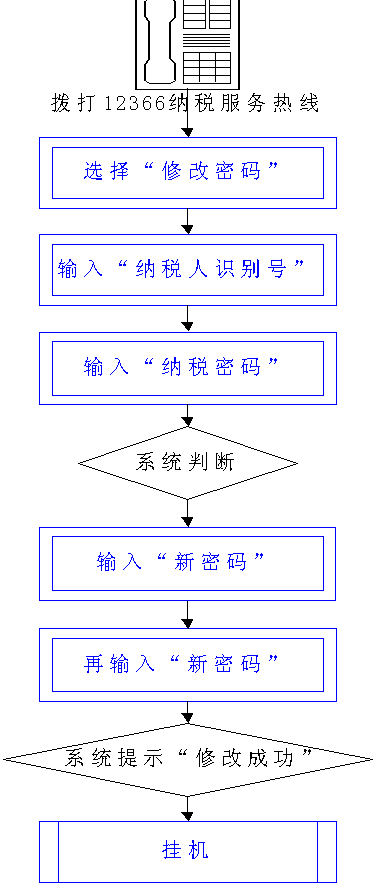 拨打12366纳税服务热线
选择“修改密码”
输入“纳税人识别号”
输入“纳税密码”
系统判断
输入“新密码”
再输入“新密码”
系统提示“修改成功”
挂机